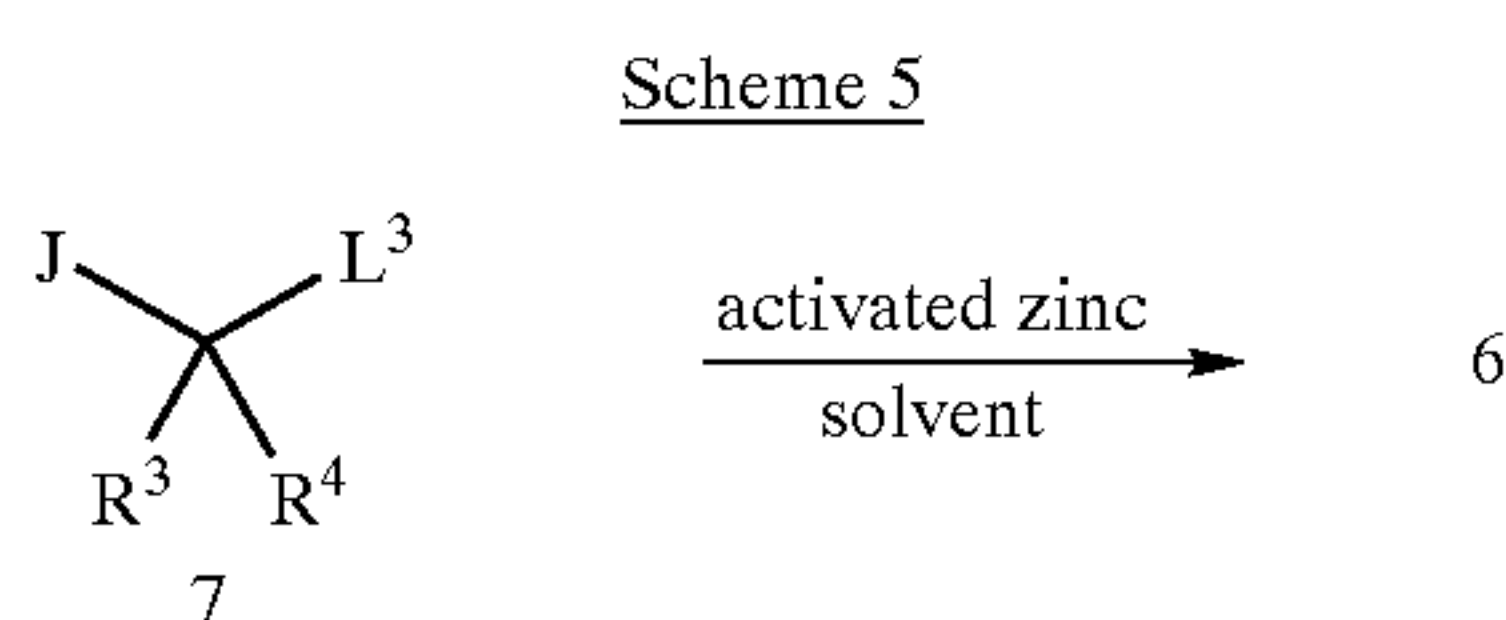 Scheme 5
J L³
activated zinc
solvent
6
R³ R⁴
7